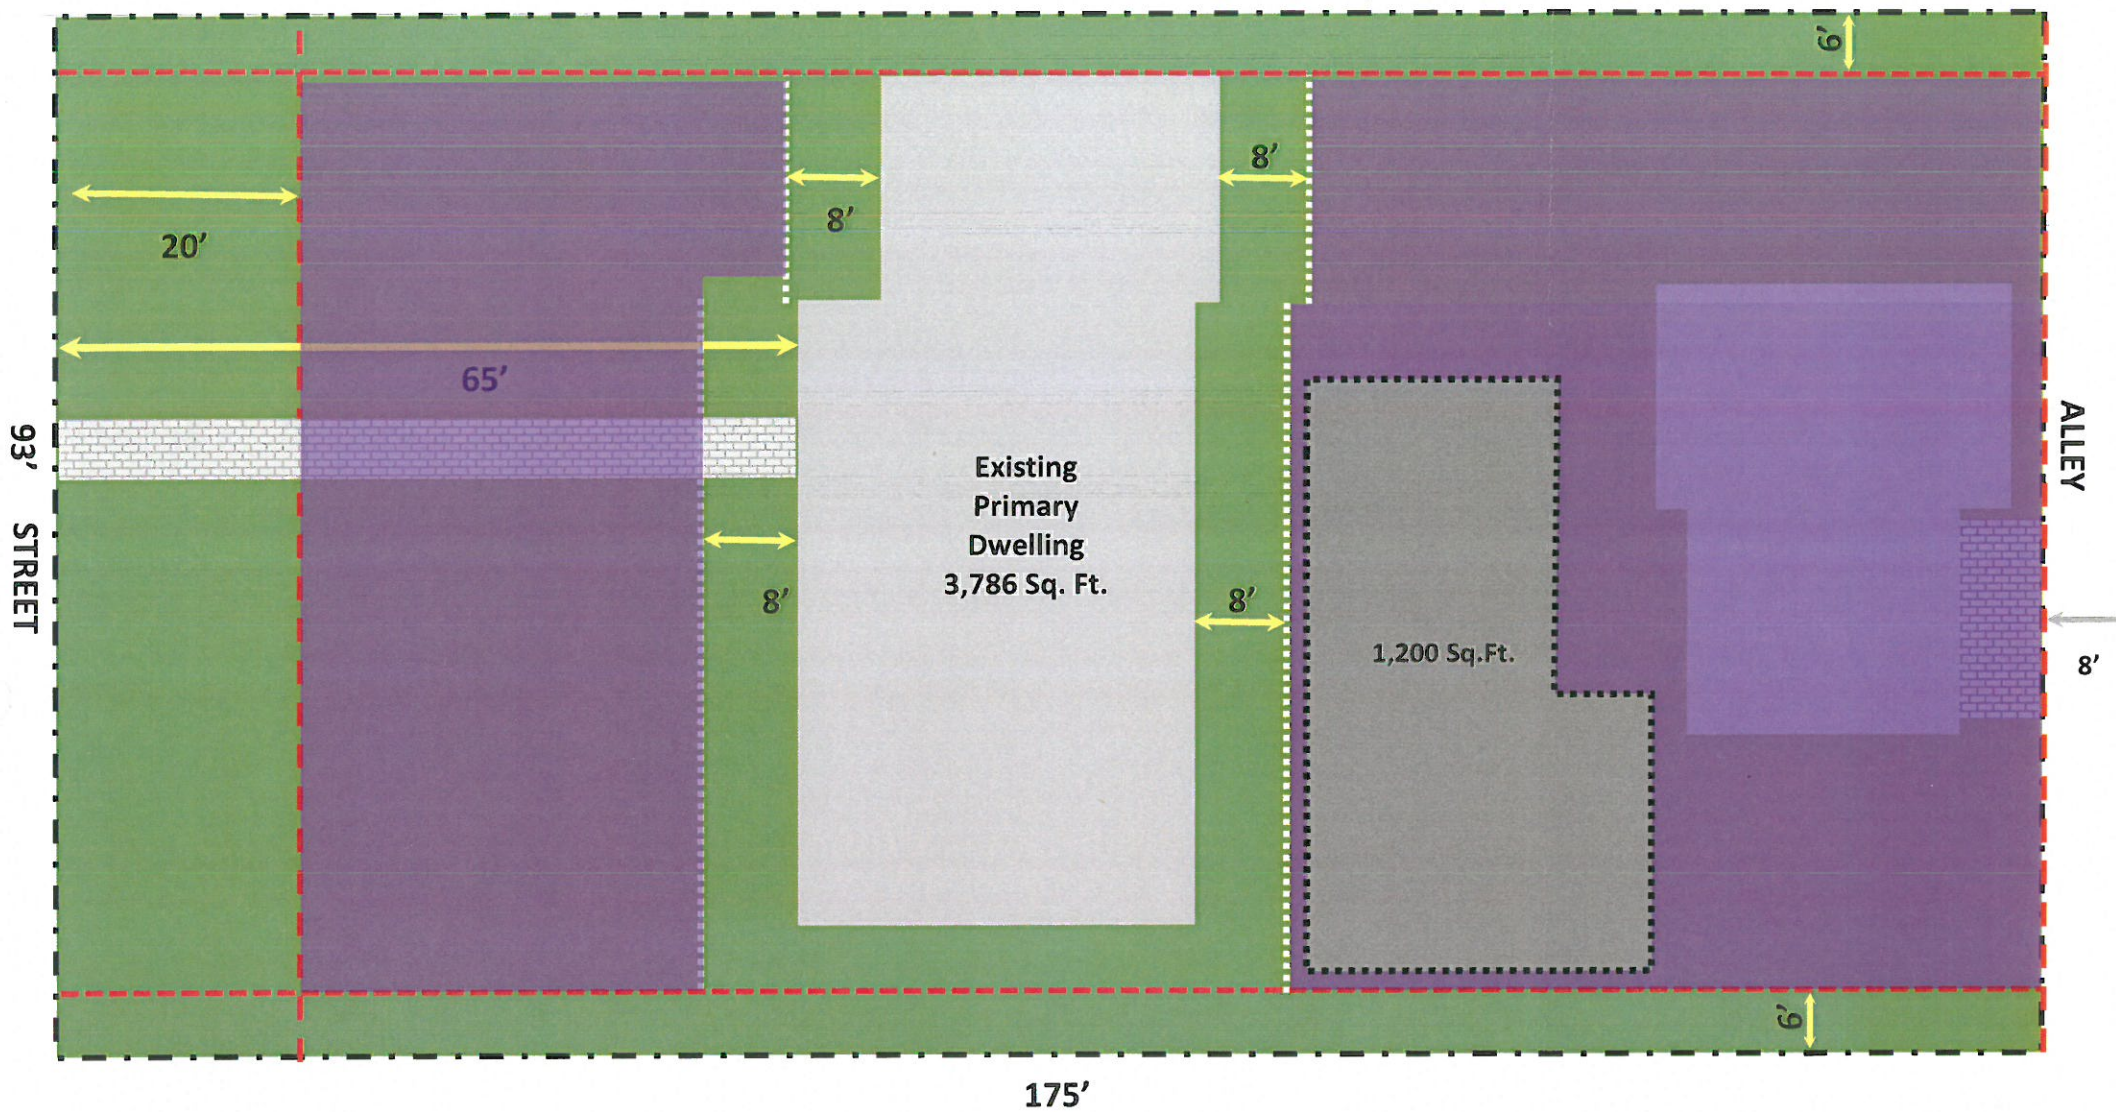 6'
8'
8'
20'
65'
93' STREET
ALLEY
Existing
Primary
Dwelling
3,786 Sq. Ft.
8'
8'
1,200 Sq.Ft.
8'
6'
175'